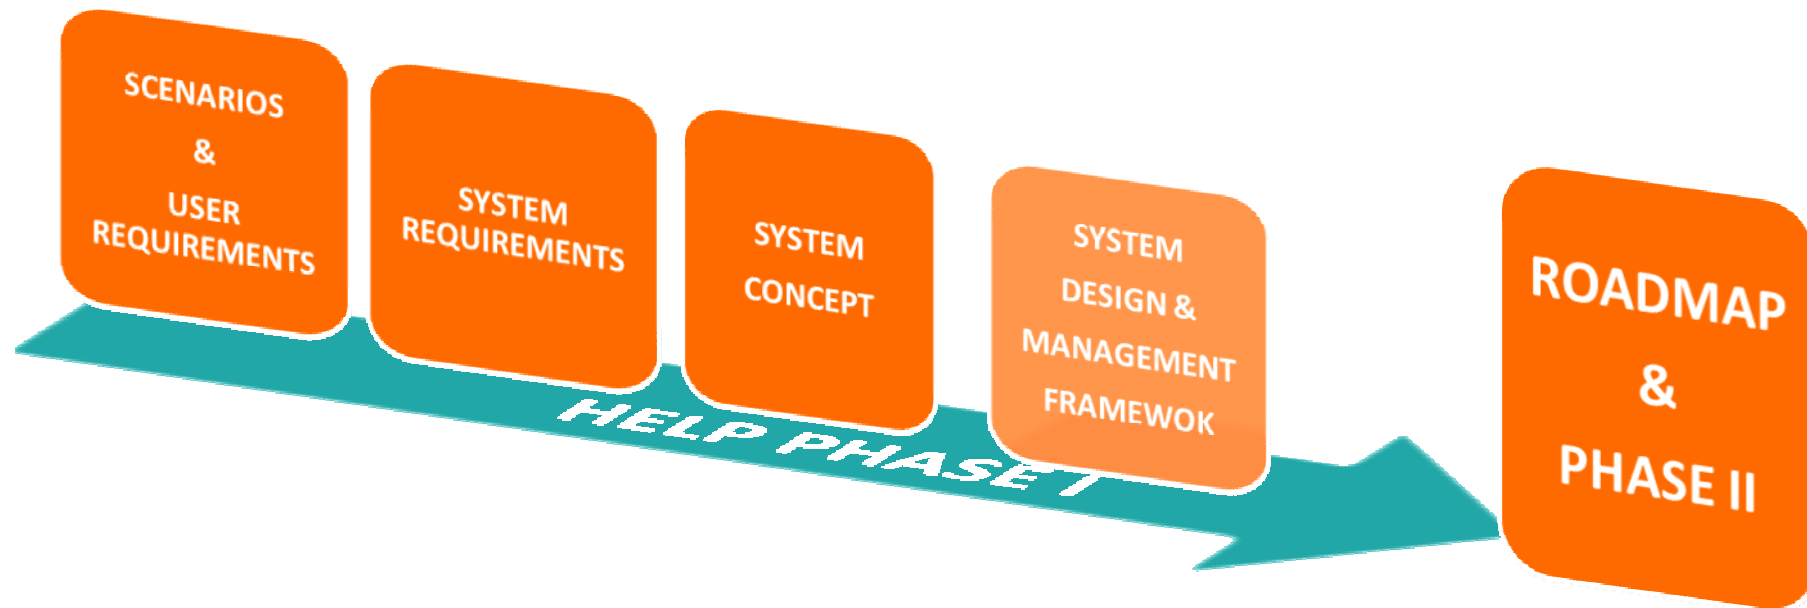 SCENARIOS
&
USER
REQUIREMENTS
SYSTEM
REQUIREMENTS
SYSTEM
CONCEPT
SYSTEM
DESIGN &
MANAGEMENT
FRAMEWOK
ROADMAP
&
PHASE II
HELP PHASE I